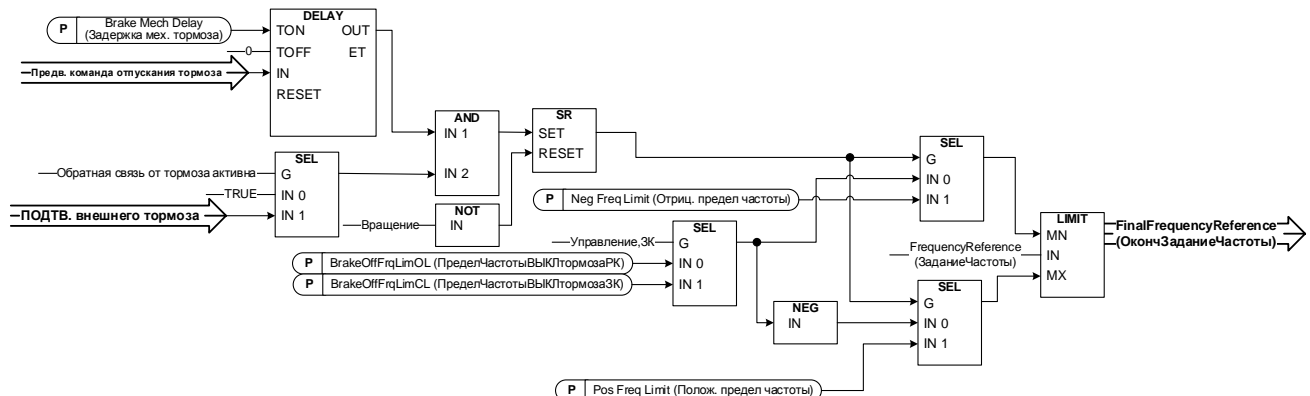 DELAY
P Brake Mech Delay
(Задержка мех. тормоза)
TON OUT
0 TOFF ET
Предв. команда отпускания тормоза IN
RESET
AND
IN 1
IN 2
SR
SET
RESET
SEL
Обратная связь от тормоза активна G
TRUE IN 0
ПОДТВ. внешнего тормоза IN 1
NOT
Вращение IN
SEL
G
IN 0
IN 1
P Neg Freq Limit (Отриц. предел частоты)
SEL
Управление,ЗК G
P BrakeOffFrqLimOL (ПределЧастотыВЫКЛтормозаРК) IN 0
P BrakeOffFrqLimCL (ПределЧастотыВЫКЛтормозаЗК) IN 1
LIMIT
MN
FrequencyReference
(ЗаданиеЧастоты)
IN
MX
FinalFrequencyReference
(ОкончЗаданиеЧастоты)
NEG
IN
SEL
G
IN 0
IN 1
P Pos Freq Limit (Полож. предел частоты)